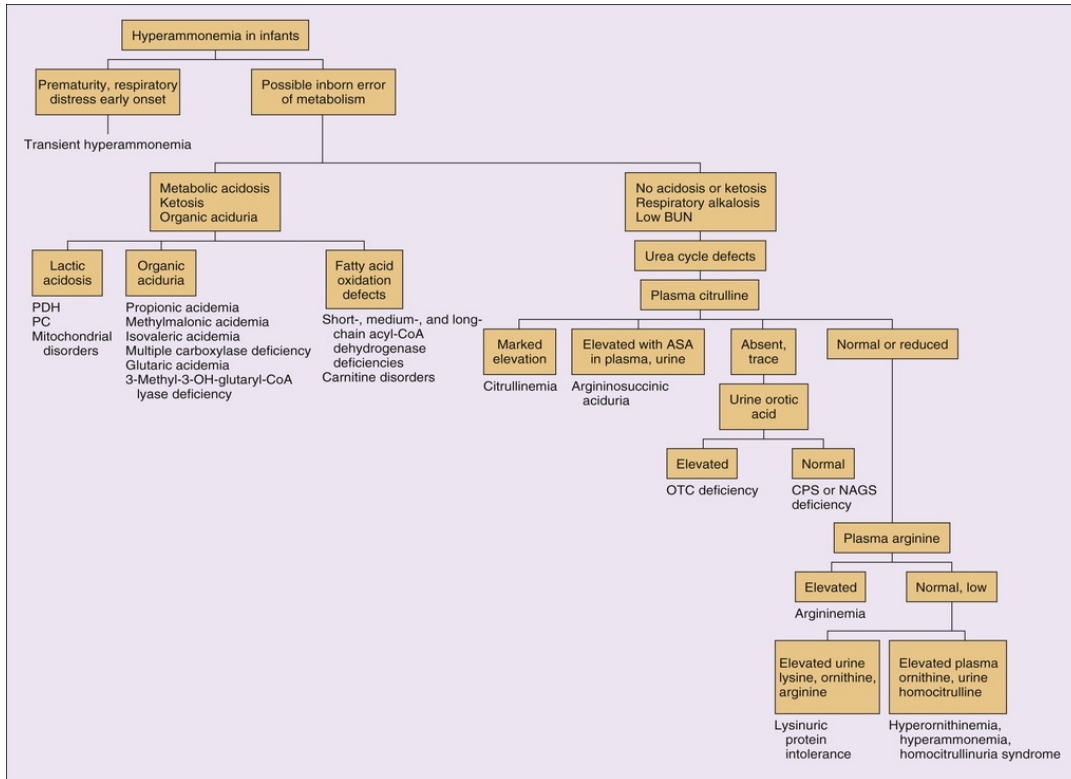 Hyperammonemia in infants
Prematurity, respiratory
distress early onset
Possible inborn error
of metabolism
Transient hyperammonemia
Metabolic acidosis
Ketosis
Organic aciduria
No acidosis or ketosis
Respiratory alkalosis
Low BUN
Lactic
acidosis
PDH
PC
Mitochondrial
disorders
Organic
aciduria
Propionic acidemia
Methylmalonic acidemia
Isovaleric acidemia
Multiple carboxylase deficiency
Glutaric acidemia
3-Methyl-3-OH-glutaryl-CoA
lyase deficiency
Fatty acid
oxidation
defects
Short-, medium-, and long-
chain acyl-CoA
dehydrogenase
deficiencies
Carnitine disorders
Urea cycle defects
Plasma citrulline
Marked
elevation
Citrullinemia
Elevated with ASA
in plasma, urine
Argininosuccinic
aciduria
Absent,
trace
Urine orotic
acid
Elevated
OTC deficiency
Normal
CPS or NAGS
deficiency
Normal or reduced
Plasma arginine
Elevated
Argininemia
Normal, low
Elevated urine
lysine, ornithine,
arginine
Lysinuric
protein
intolerance
Elevated plasma
ornithine, urine
homocitrulline
Hyperornithinemia,
hyperammonemia,
homocitrullinuria syndrome